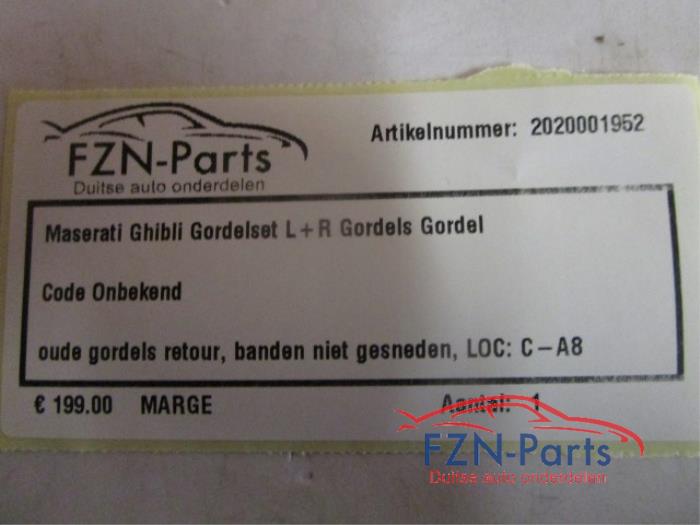 FZN-Parts
Duitse auto onderdelen
Artikelnummer: 2020001952
Maserati Ghibli Gordelset L+R Gordels Gordel
Code Onbekend
oude gordels retour, banden niet gesneden, LOC: C-A8
€ 199.00 MARGE Aantal: 1
FZN-Parts
Duitse auto onderdelen